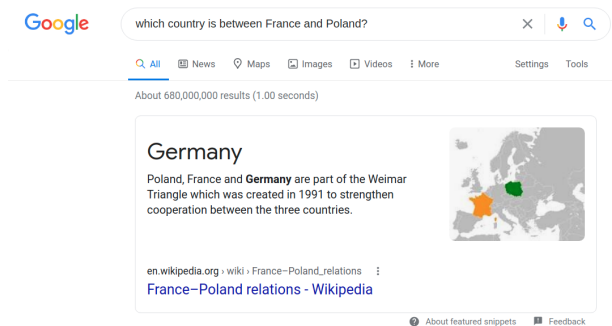 Google
which country is between France and Poland?
All News Maps Images Videos More Settings Tools
About 680,000,000 results (1.00 seconds)
Germany
Poland, France and Germany are part of the Weimar
Triangle which was created in 1991 to strengthen
cooperation between the three countries.
en.wikipedia.org › wiki › France–Poland_relations
France–Poland relations - Wikipedia
About featured snippets Feedback